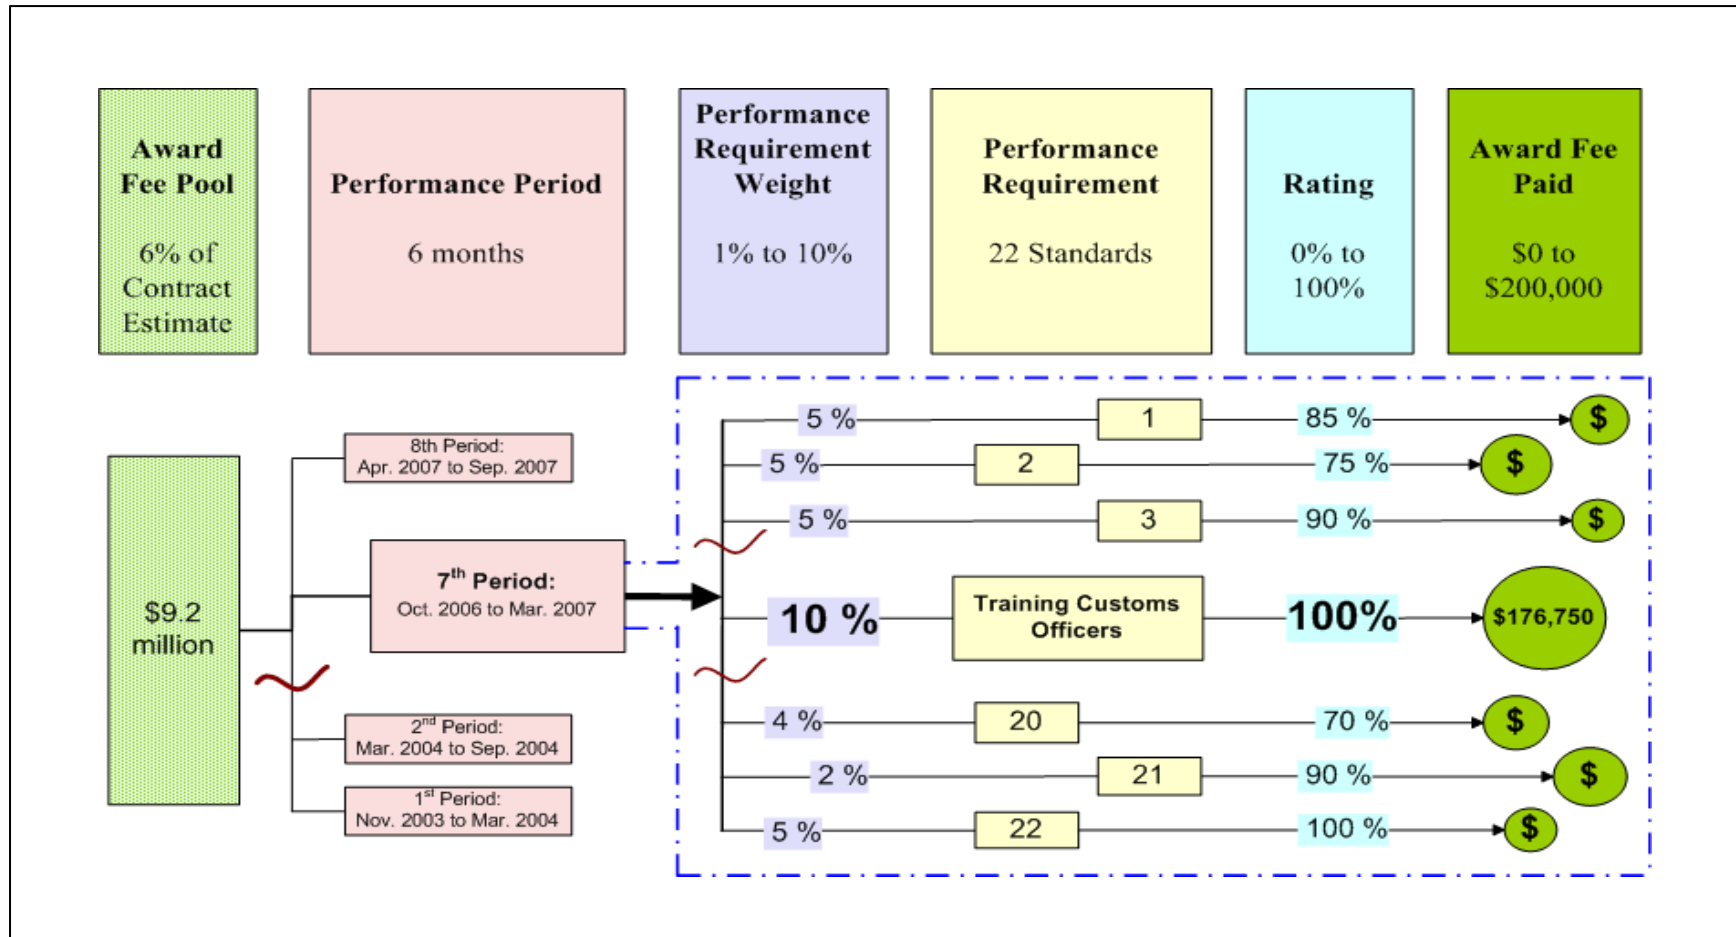 Award
Fee Pool
6% of
Contract
Estimate
Performance Period
6 months
Performance
Requirement
Weight
1% to 10%
Performance
Requirement
22 Standards
Rating
0% to
100%
Award Fee
Paid
$0 to
$200,000
$9.2
million
8th Period:
Apr. 2007 to Sep. 2007
7th Period:
Oct. 2006 to Mar. 2007
2nd Period:
Mar. 2004 to Sep. 2004
1st Period:
Nov. 2003 to Mar. 2004
5 % 1 85 % $
5 % 2 75 % $
5 % 3 90 % $
10 % Training Customs
Officers 100% $176,750
4 % 20 70 % $
2 % 21 90 % $
5 % 22 100 % $